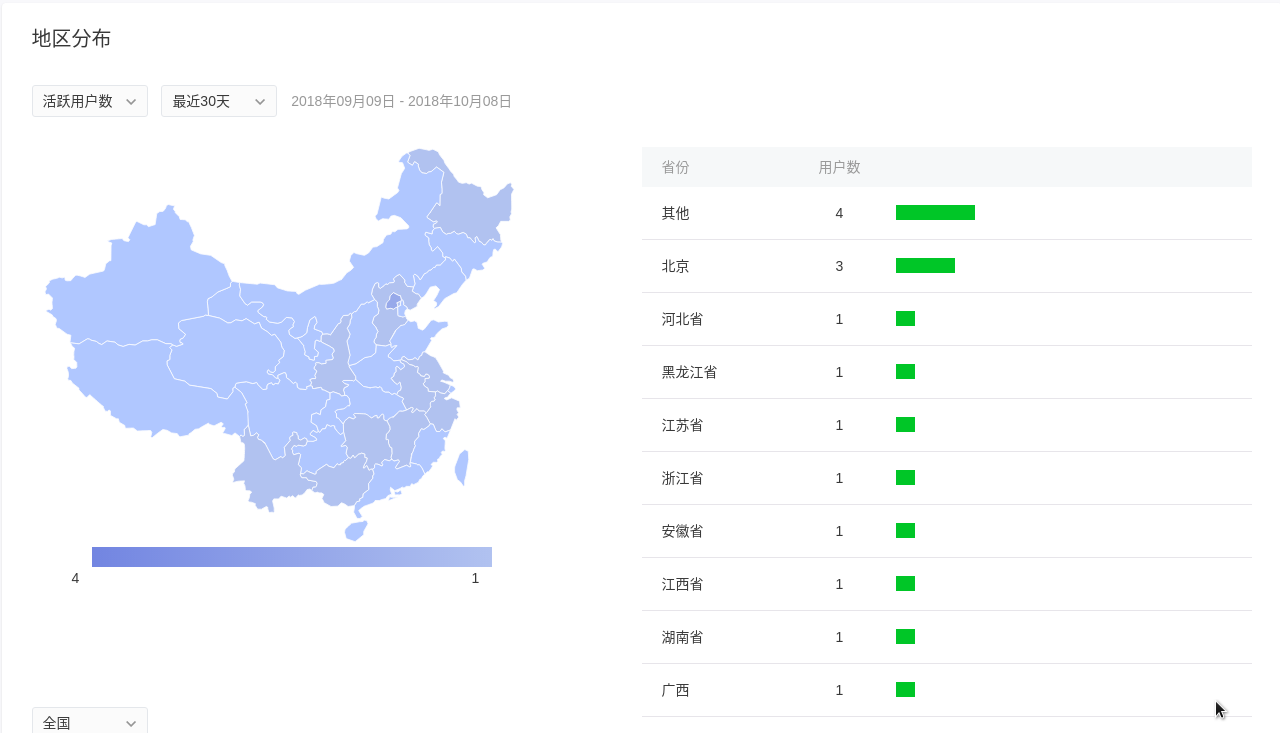 地区分布
活跃用户数 最近30天 2018年09月09日 - 2018年10月08日
省份 用户数
其他 4
北京 3
河北省 1
黑龙江省 1
江苏省 1
浙江省 1
安徽省 1
江西省 1
湖南省 1
广西 1
4 1
全国